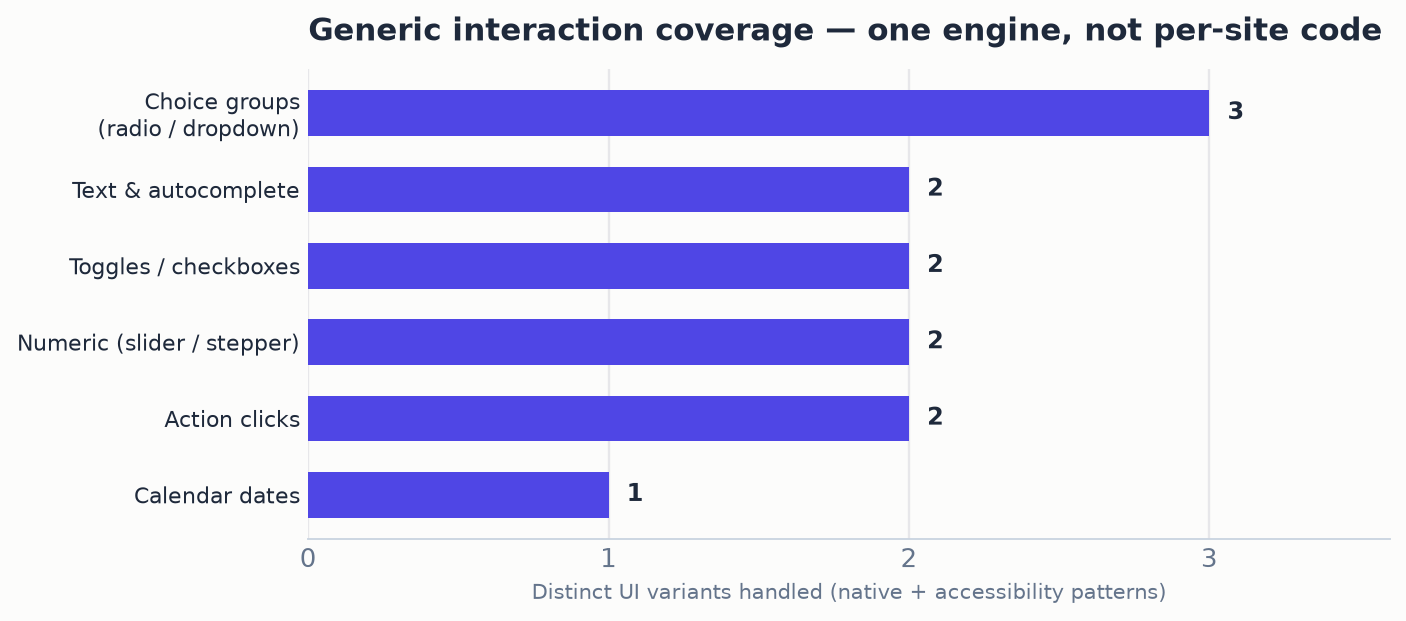 Generic interaction coverage — one engine, not per-site code
Choice groups
(radio / dropdown)
3
Text & autocomplete
2
Toggles / checkboxes
2
Numeric (slider / stepper)
2
Action clicks
2
Calendar dates
1
0 1 2 3
Distinct UI variants handled (native + accessibility patterns)